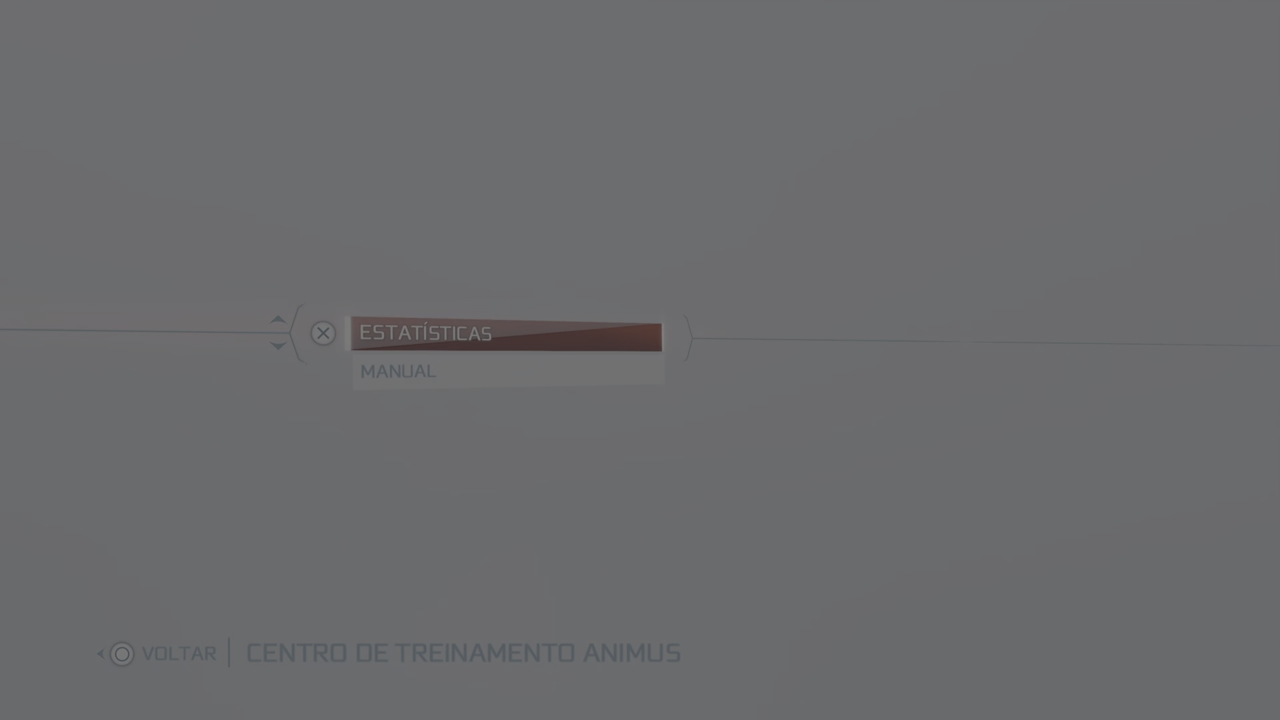 ESTATÍSTICAS
MANUAL
VOLTAR
CENTRO DE TREINAMENTO ANIMUS